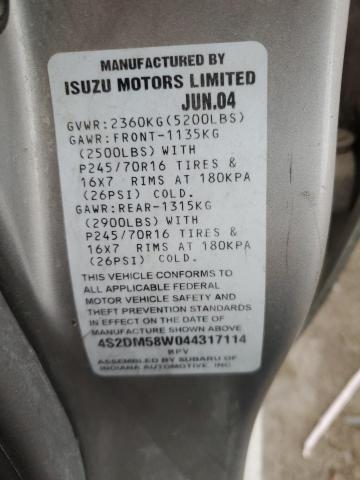 MANUFACTURED BY
ISUZU MOTORS LIMITED
JUN.04
GVWR:2360KG(5200LBS)
GAWR:FRONT-1135KG
(2500LBS) WITH
P245/70R16 TIRES &
16X7 RIMS AT 180KPA
(26PSI) COLD.
GAWR:REAR-1315KG
(2900LBS) WITH
P245/70R16 TIRES &
16X7 RIMS AT 180KPA
(26PSI) COLD.
THIS VEHICLE CONFORMS TO
ALL APPLICABLE FEDERAL
MOTOR VEHICLE SAFETY AND
THEFT PREVENTION STANDARDS
IN EFFECT ON THE DATE OF
MANUFACTURE SHOWN ABOVE
4S2DM58W044317114
MPV
ASSEMBLED BY SUBARU OF
INDIANA AUTOMOTIVE, INC.